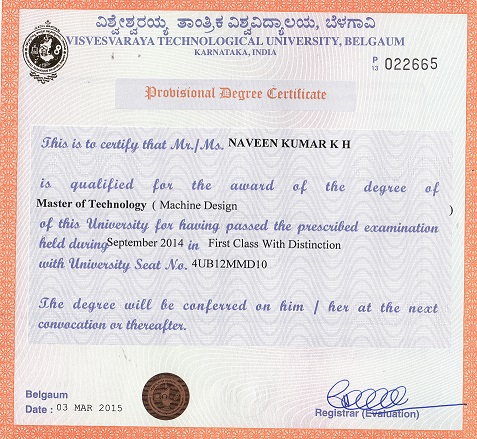 ವಿಶ್ವೇಶ್ವರಯ್ಯ ತಾಂತ್ರಿಕ ವಿಶ್ವವಿದ್ಯಾಲಯ, ಬೆಳಗಾವಿ
VISVESVARAYA TECHNOLOGICAL UNIVERSITY, BELGAUM
KARNATAKA, INDIA
P 13 022665
Provisional Degree Certificate
This is to certify that Mr./Ms. NAVEEN KUMAR K H
is qualified for the award of the degree of
Master of Technology ( Machine Design )
of this University for having passed the prescribed examination
held during September 2014 in First Class With Distinction
with University Seat No. 4UB12MMD10
The degree will be conferred on him / her at the next
convocation or thereafter.
Belgaum
Date : 03 MAR 2015
Registrar (Evaluation)